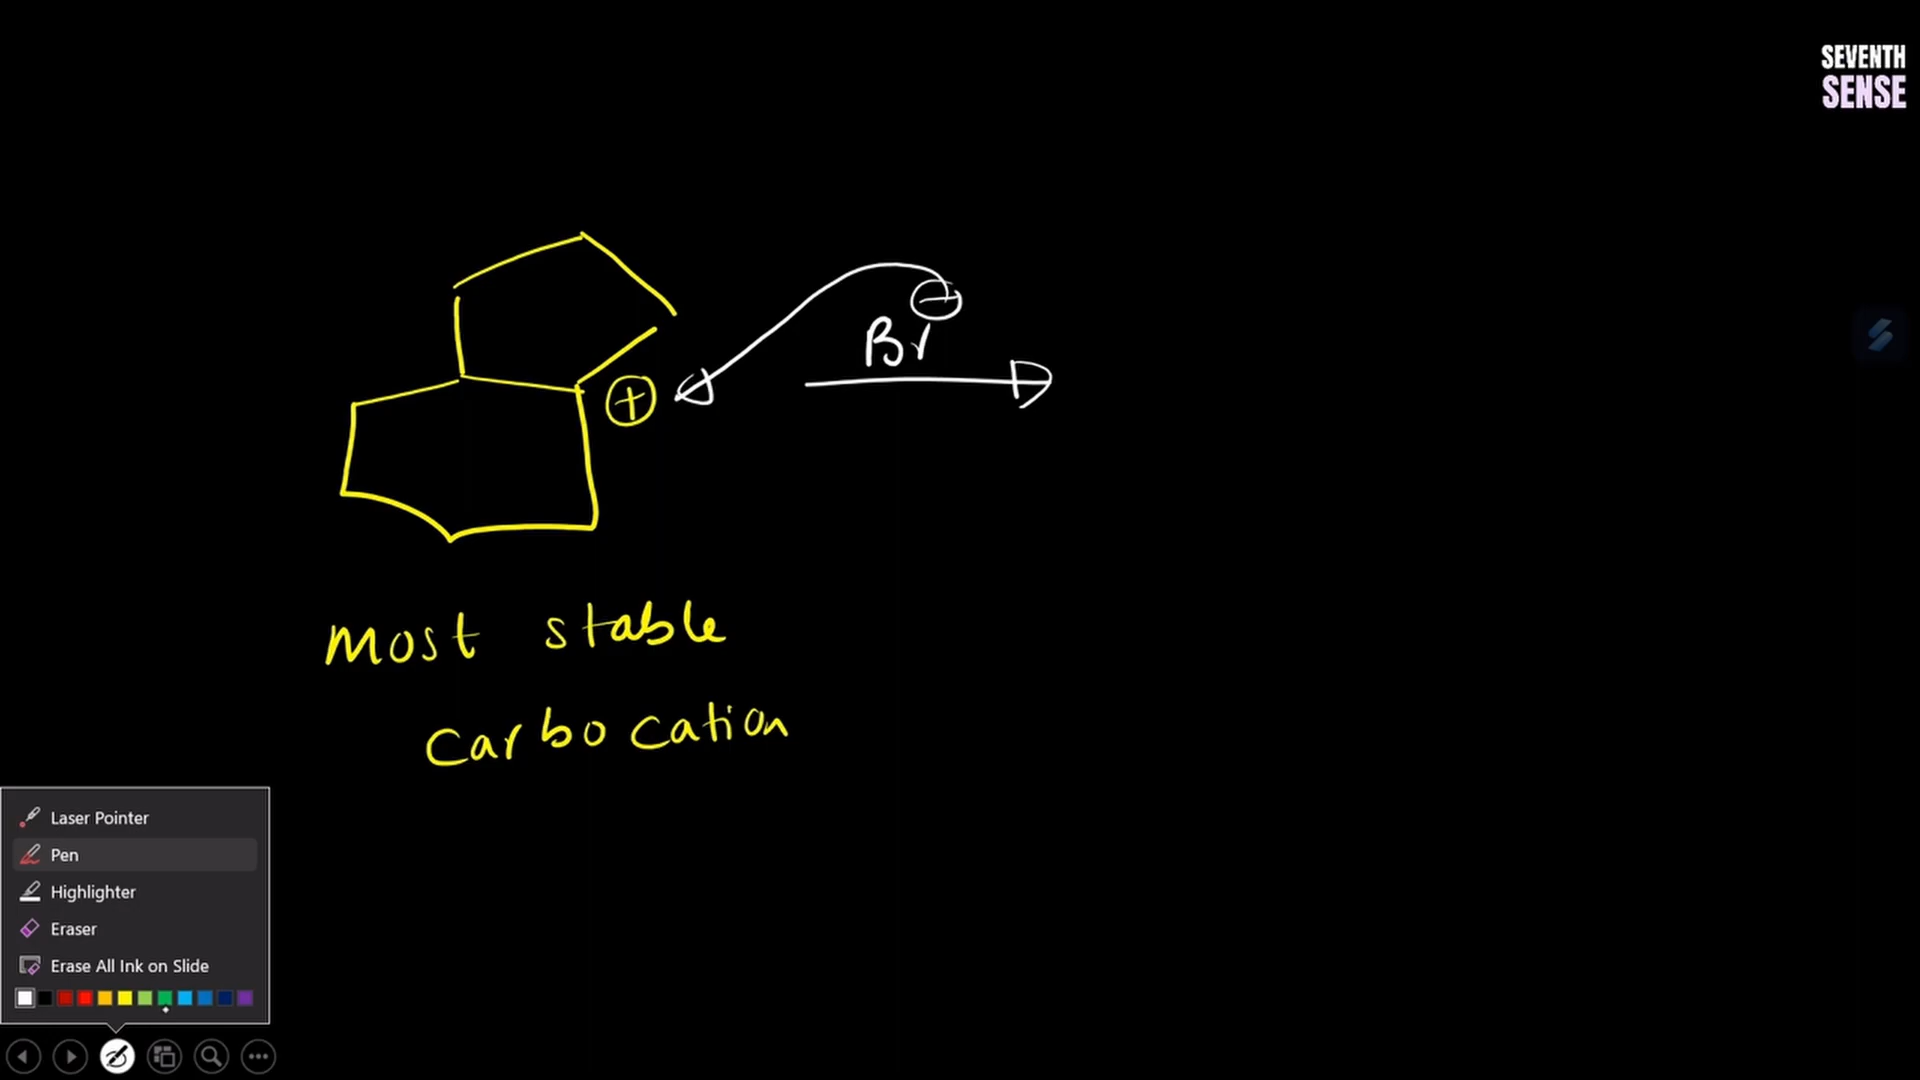 SEVENTH
SENSE
⊕
⊖
Br
Most stable
carbocation
Laser Pointer
Pen
Highlighter
Eraser
Erase All Ink on Slide